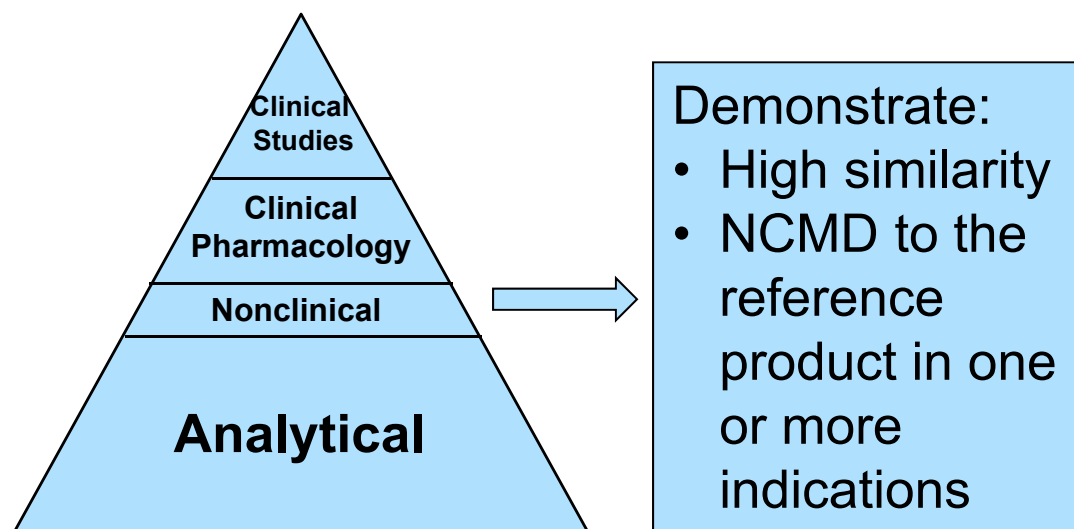 Clinical
Studies
Clinical
Pharmacology
Nonclinical
Analytical
Demonstrate:
• High similarity
• NCMD to the
reference
product in one
or more
indications